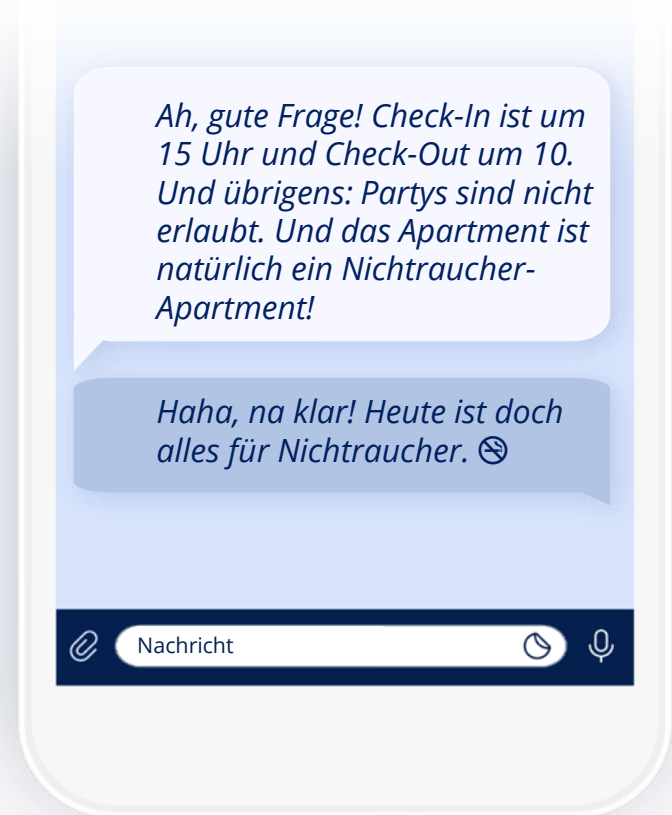 Ah, gute Frage! Check-In ist um
15 Uhr und Check-Out um 10.
Und übrigens: Partys sind nicht
erlaubt. Und das Apartment ist
natürlich ein Nichtraucher-
Apartment!
Haha, na klar! Heute ist doch
alles für Nichtraucher. 🚭
Nachricht